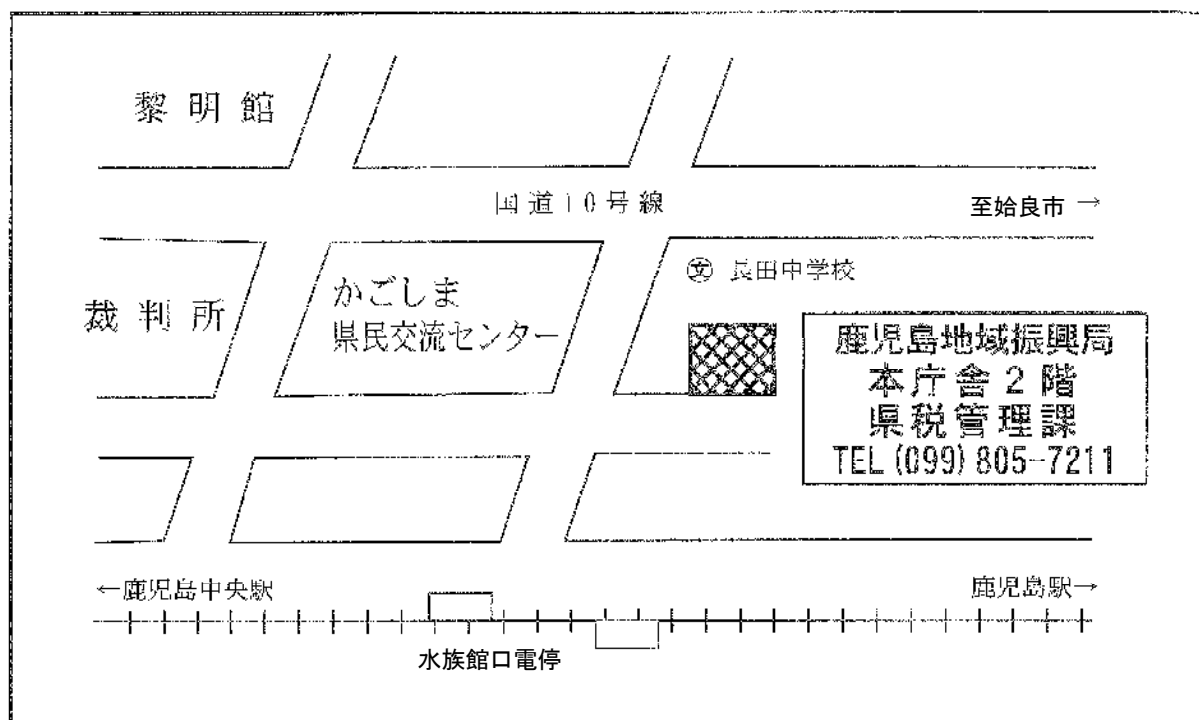 黎明館
国道10号線
至姶良市 →
裁判所
かごしま
県民交流センター
㊫ 長田中学校
鹿児島地域振興局
本庁舎2階
県税管理課
TEL (099) 805-7211
←鹿児島中央駅
鹿児島駅→
水族館口電停